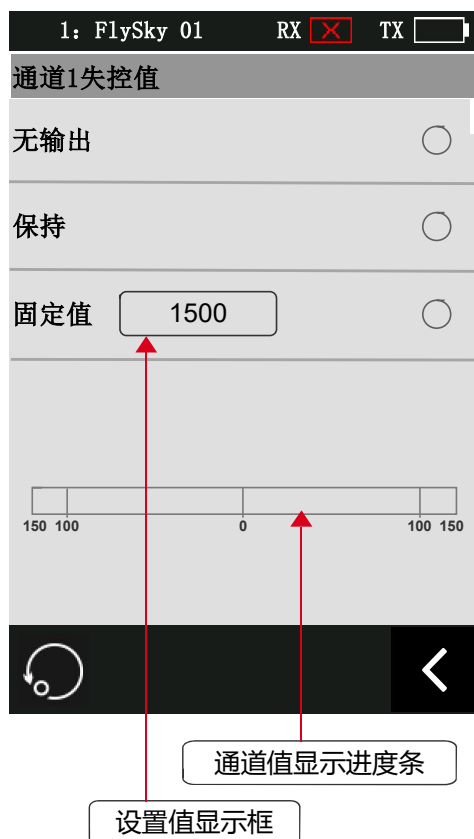 1: FlySky 01 RX TX
通道1失控值
无输出
保持
固定值 1500
150 100 0 100 150
通道值显示进度条
设置值显示框